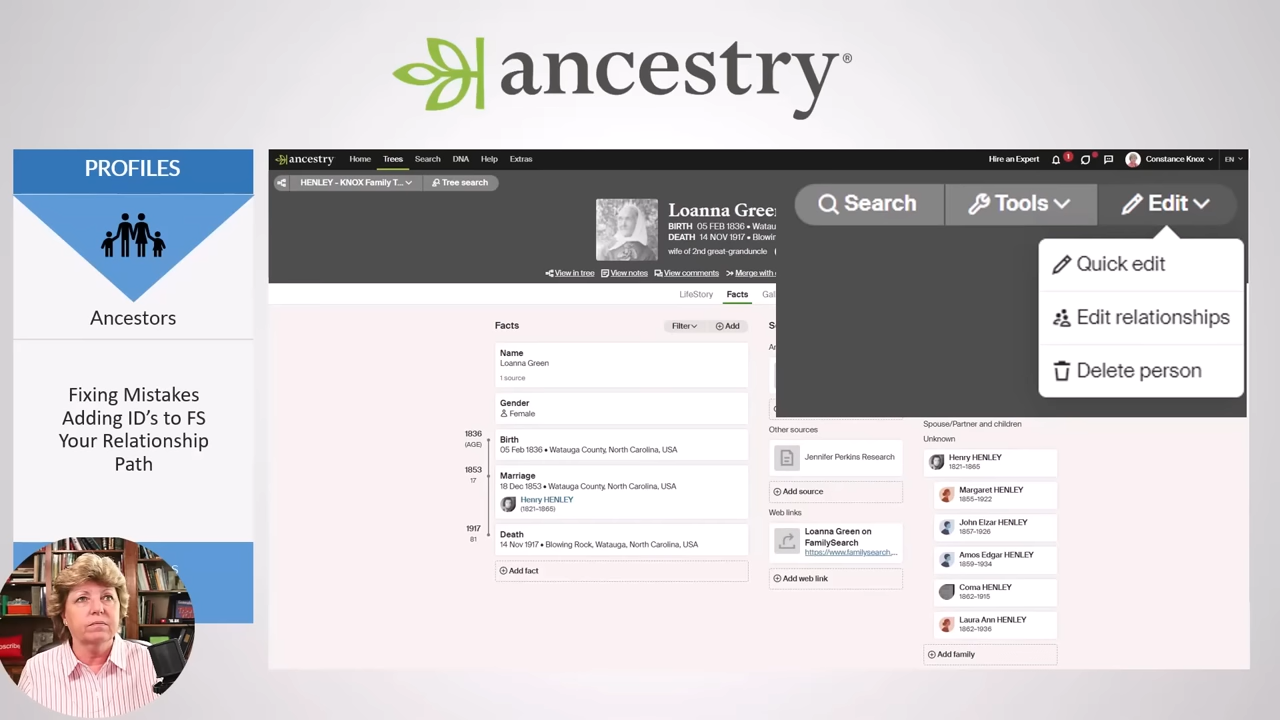 ancestry®
PROFILES
Ancestors
Fixing Mistakes
Adding ID's to FS
Your Relationship
Path
ancestry
Home
Trees
Search
DNA
Help
Extras
Hire an Expert
1
Constance Knox
EN
HENLEY - KNOX Family T...
Tree search
Loanna Green
BIRTH 05 FEB 1836 • Watau
DEATH 14 NOV 1917 • Blowing
wife of 2nd great-granduncle
View in tree
View notes
View comments
Merge with
Search
Tools
Edit
Quick edit
Edit relationships
Delete person
LifeStory
Facts
Gal
Facts
Filter
Add
Name
Loanna Green
1 source
Gender
Female
1836
(AGE)
Birth
05 Feb 1836 • Watauga County, North Carolina, USA
1853
17
Marriage
18 Dec 1853 • Watauga County, North Carolina, USA
Henry HENLEY
(1821–1865)
1917
81
Death
14 Nov 1917 • Blowing Rock, Watauga, North Carolina, USA
Add fact
Other sources
Jennifer Perkins Research
Add source
Web links
Loanna Green on
FamilySearch
https://www.familysearch....
Add web link
Spouse/Partner and children
Unknown
Henry HENLEY
1821–1865
Margaret HENLEY
1855–1922
John Elzar HENLEY
1857–1926
Amos Edgar HENLEY
1859–1934
Coma HENLEY
1862–1915
Laura Ann HENLEY
1862–1936
Add family